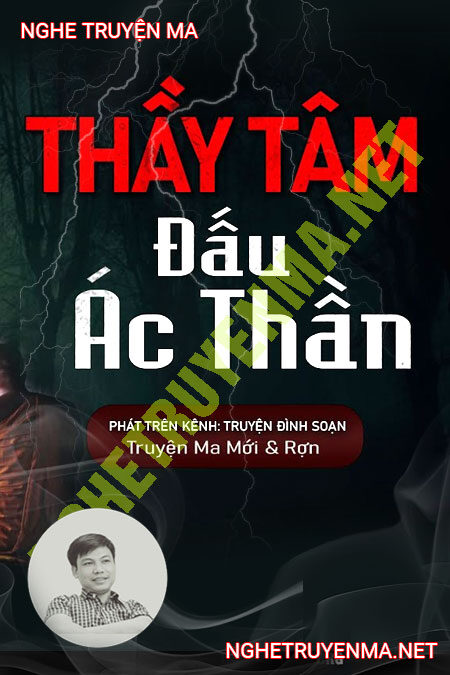 NGHE TRUYỆN MA
THẦY TÂM
Đấu
Ác Thần
PHÁT TRÊN KÊNH: TRUYỆN ĐÌNH SOẠN
Truyện Ma Mới & Rợn
NGHETRUYENMA.NET
NGHETRUYENMA.NET